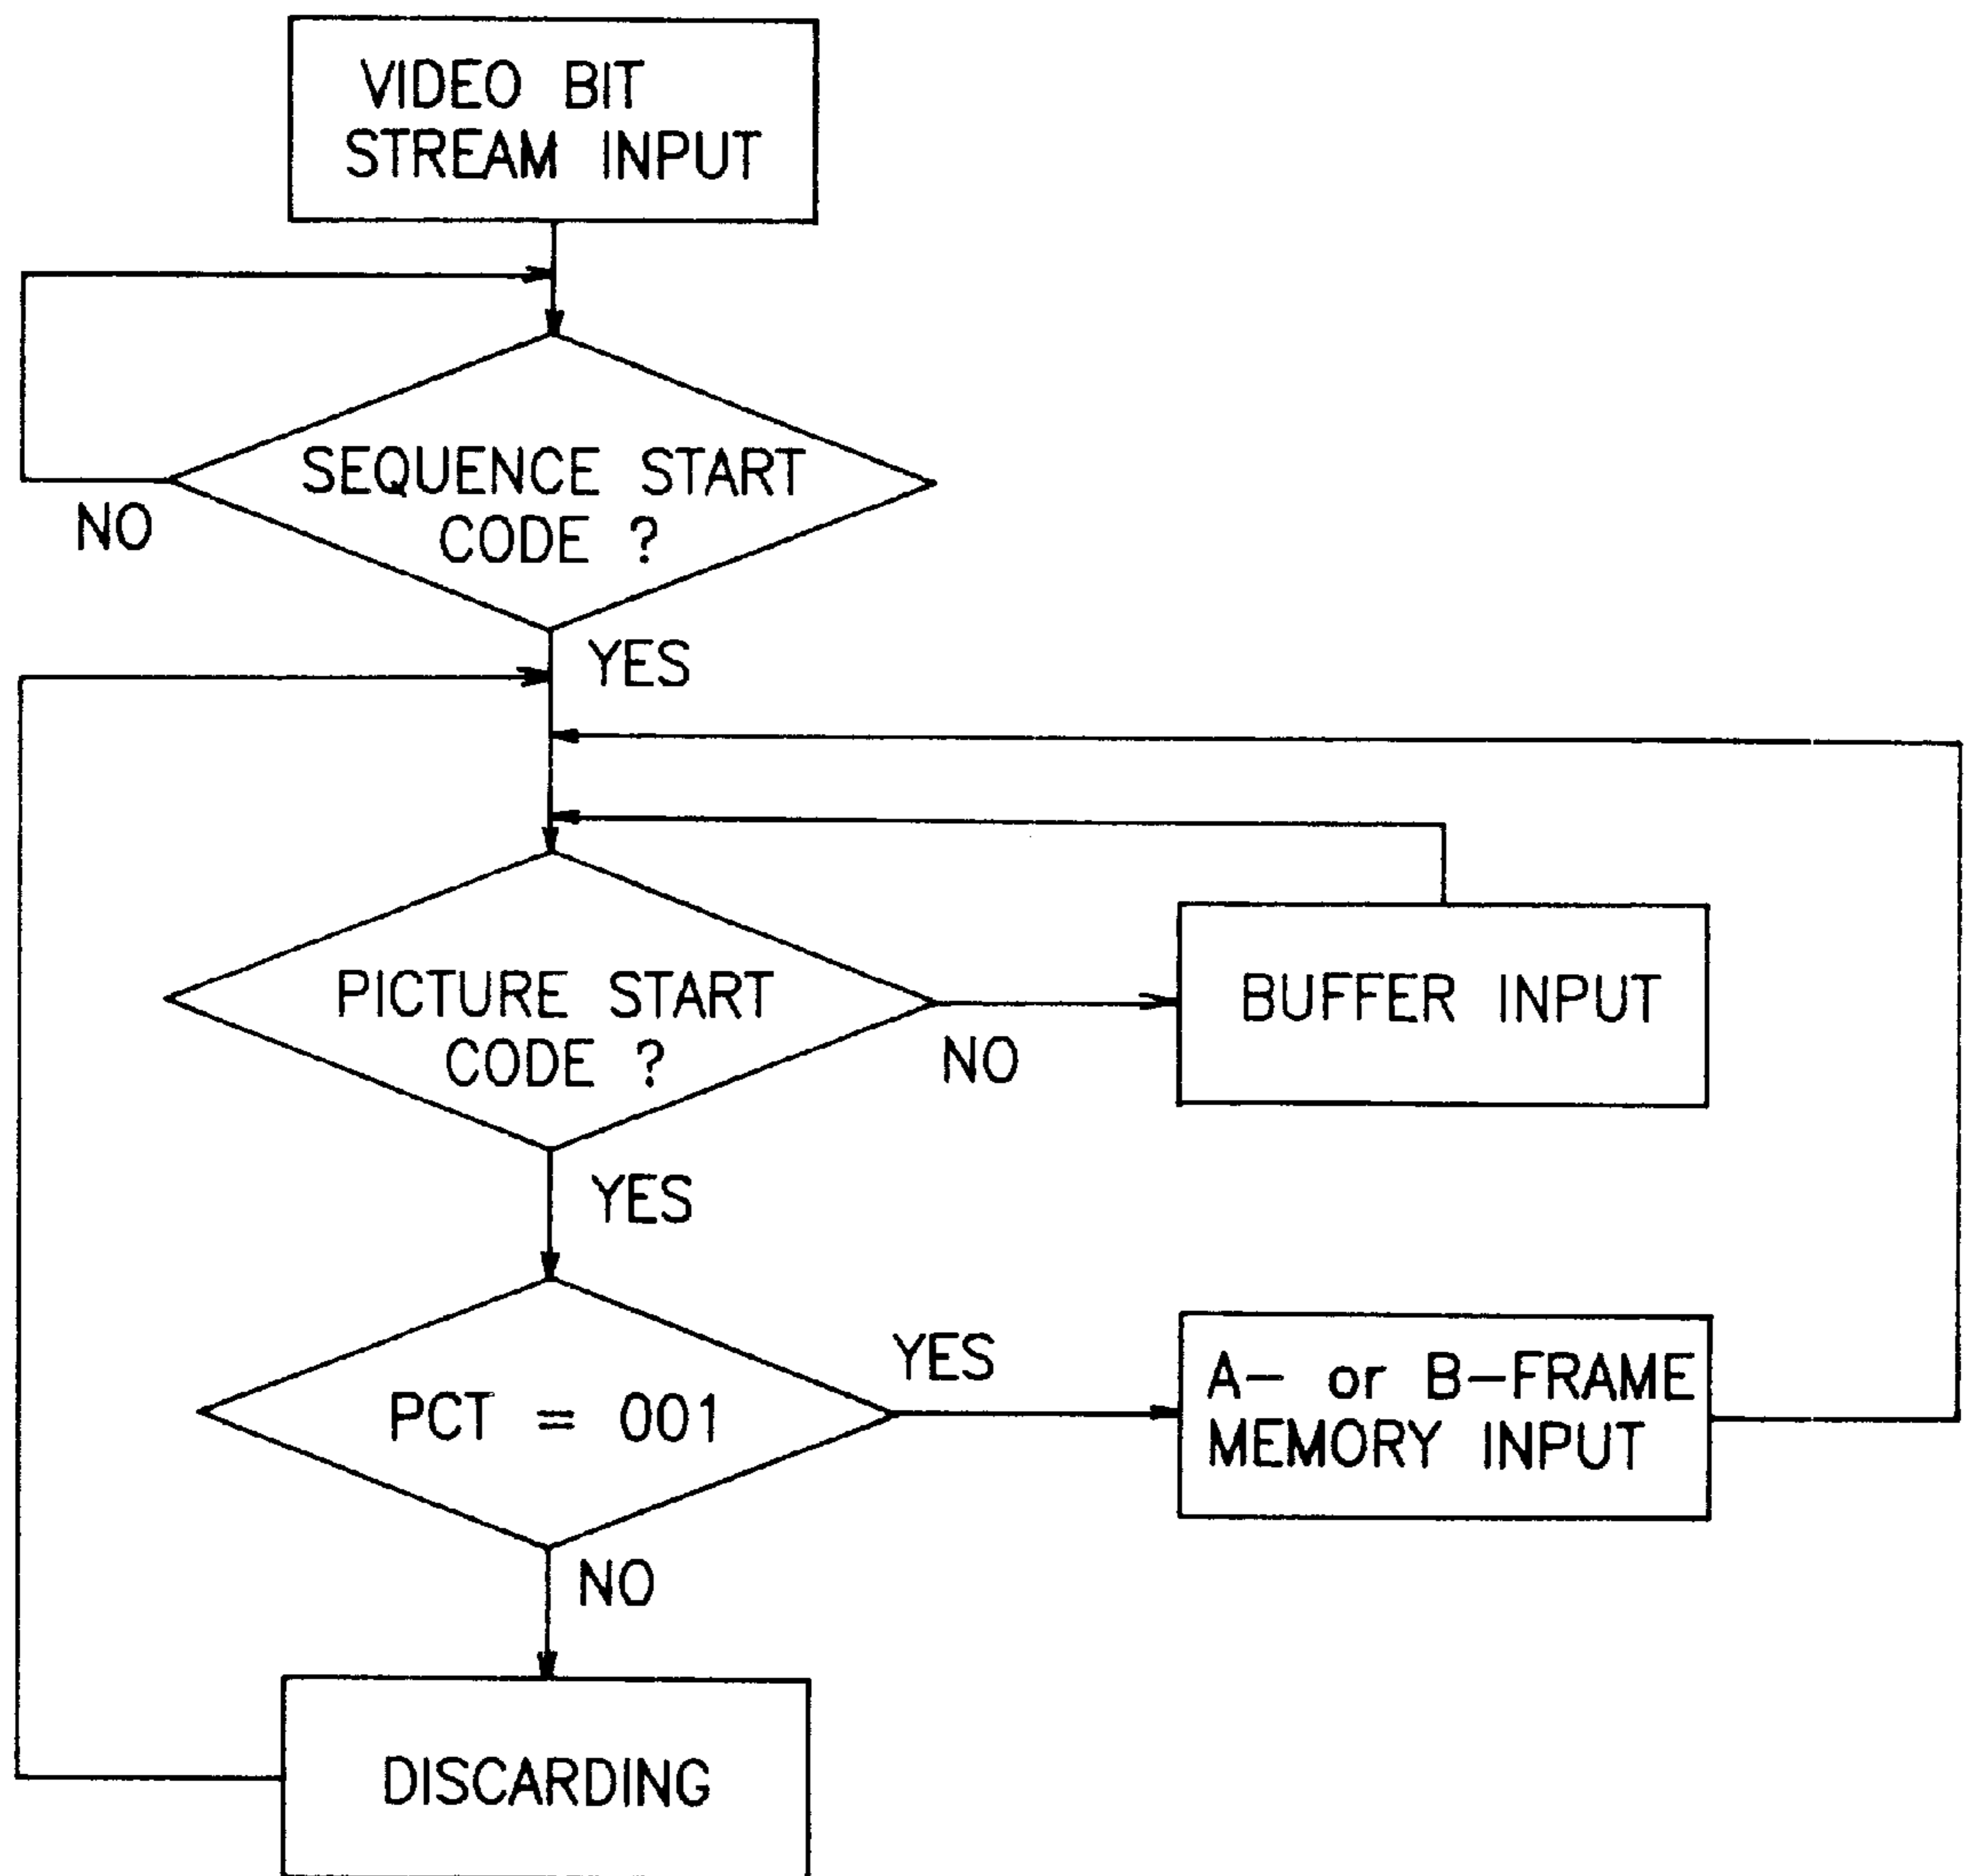 VIDEO BIT
STREAM INPUT
SEQUENCE START
CODE ?
NO
YES
PICTURE START
CODE ?
NO
BUFFER INPUT
YES
PCT = 001
YES
A- or B-FRAME
MEMORY INPUT
NO
DISCARDING